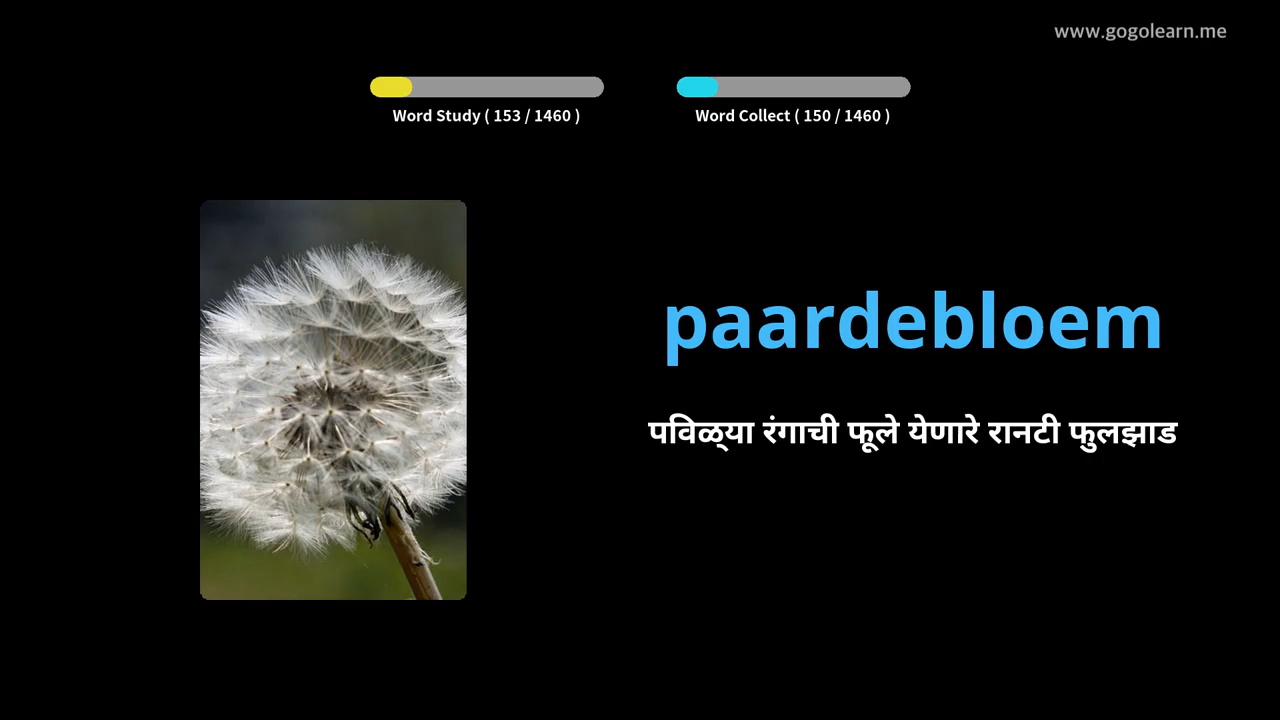 www.gogolearn.me
Word Study ( 153 / 1460 )
Word Collect ( 150 / 1460 )
paardebloem
पविळ्या रंगाची फूले येणारे रानटी फुलझाड